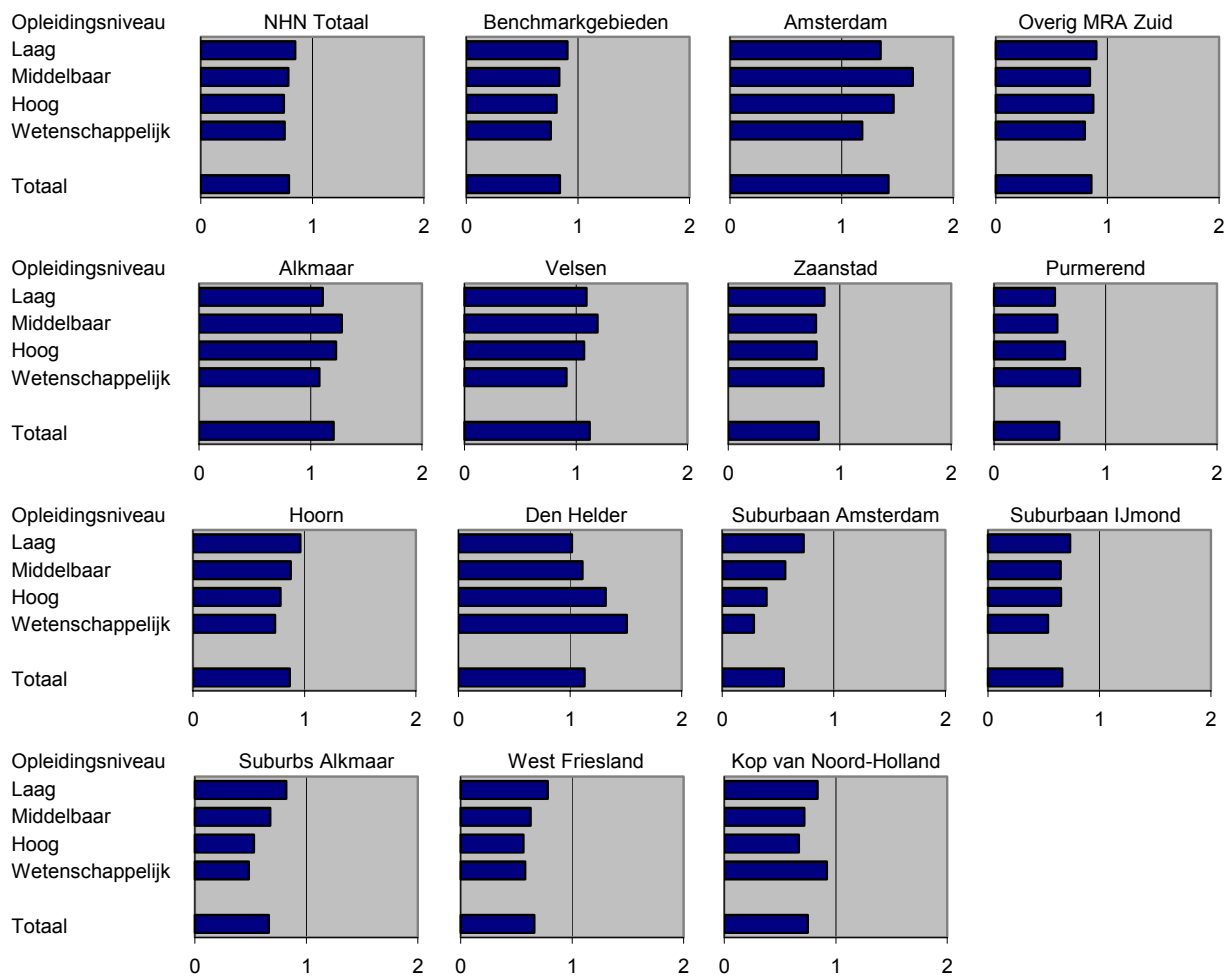 Opleidingsniveau NHN Totaal Benchmarkgebieden Amsterdam Overig MRA Zuid
Laag
Middelbaar
Hoog
Wetenschappelijk
Totaal
0 1 2 0 1 2 0 1 2 0 1 2
Opleidingsniveau Alkmaar Velsen Zaanstad Purmerend
Laag
Middelbaar
Hoog
Wetenschappelijk
Totaal
0 1 2 0 1 2 0 1 2 0 1 2
Opleidingsniveau Hoorn Den Helder Suburbaan Amsterdam Suburbaan IJmond
Laag
Middelbaar
Hoog
Wetenschappelijk
Totaal
0 1 2 0 1 2 0 1 2 0 1 2
Opleidingsniveau Suburbs Alkmaar West Friesland Kop van Noord-Holland
Laag
Middelbaar
Hoog
Wetenschappelijk
Totaal
0 1 2 0 1 2 0 1 2